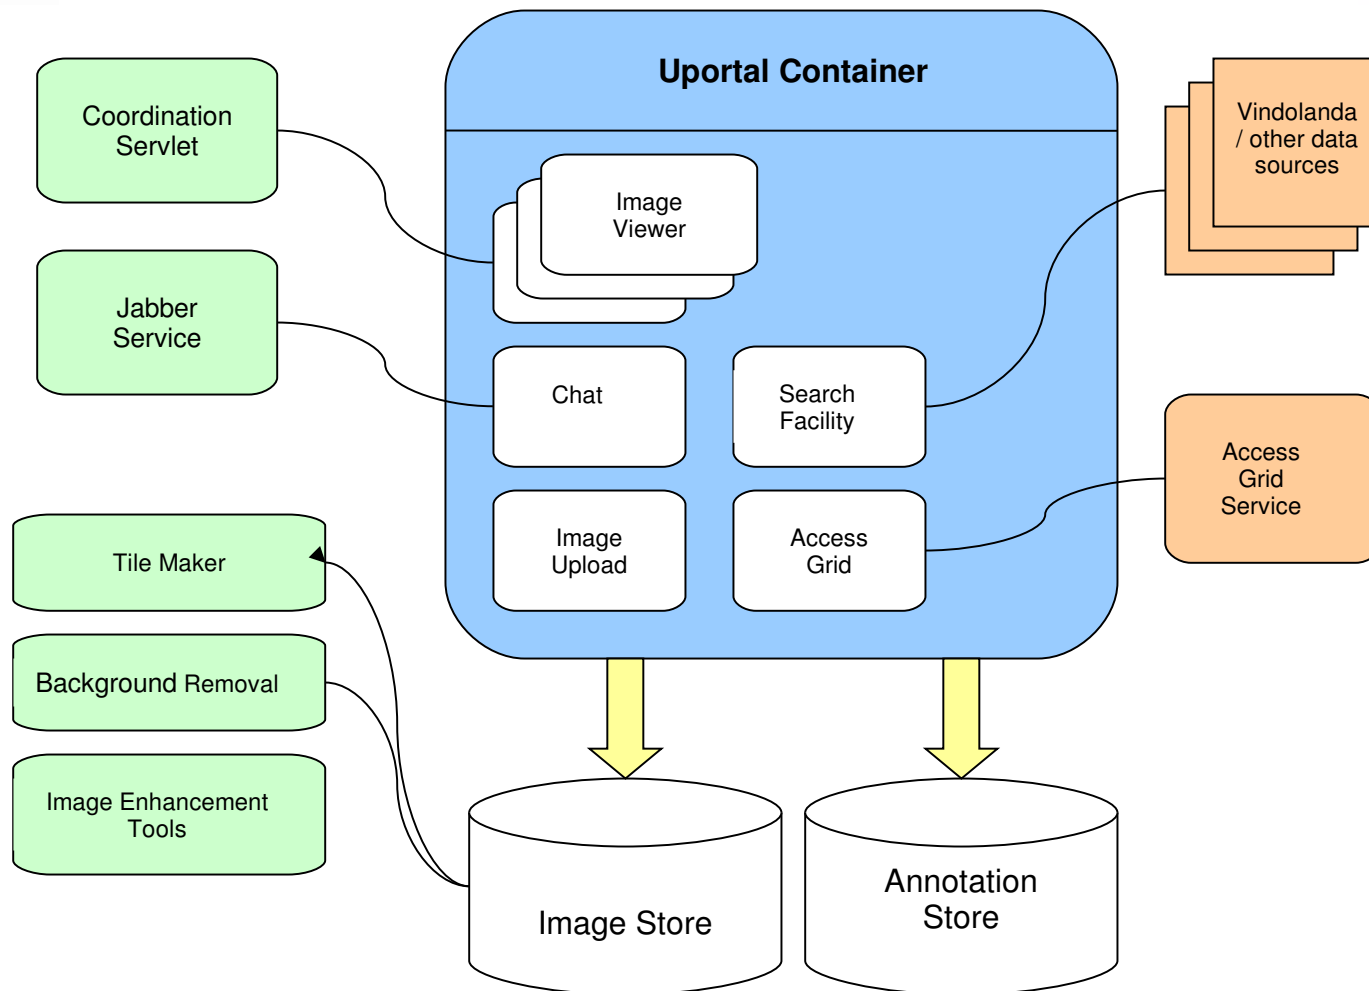 Uportal Container
Coordination
Servlet
Image
Viewer
Vindolanda
/ other data
sources
Jabber
Service
Chat
Search
Facility
Access
Grid
Service
Image
Upload
Access
Grid
Tile Maker
Background Removal
Image Enhancement
Tools
Image Store
Annotation
Store